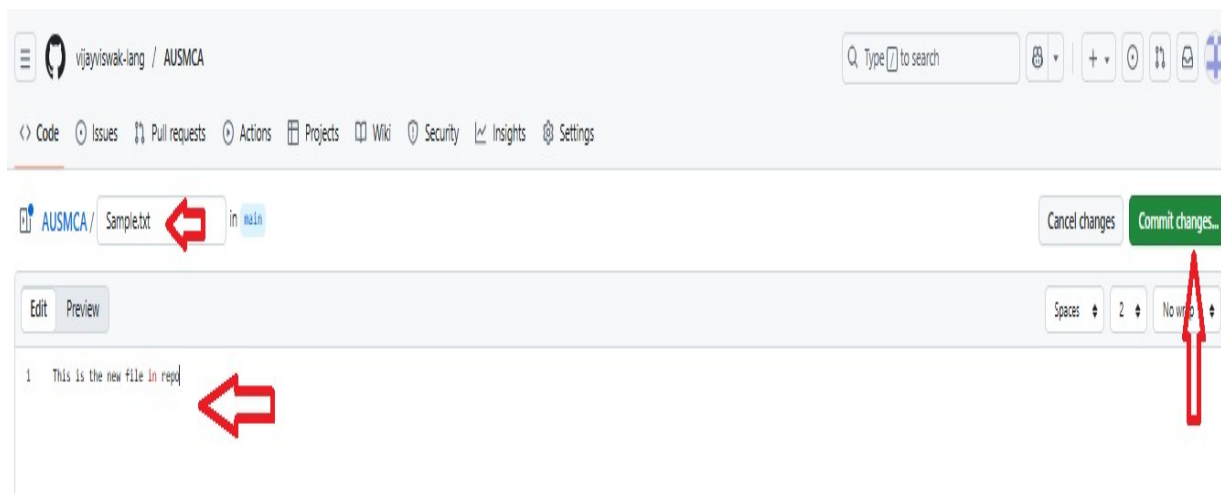 vijayviswak-lang / AUSMCA
Type / to search
<> Code Issues Pull requests Actions Projects Wiki Security Insights Settings
AUSMCA / Sample.txt in main
Cancel changes Commit changes...
Edit Preview
Spaces 2 No wrap
1 This is the new file in repo